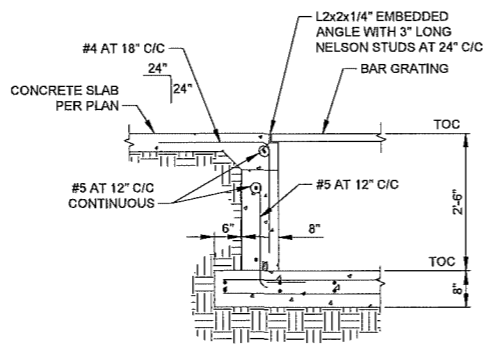 L2x2x1/4" EMBEDDED
ANGLE WITH 3" LONG
NELSON STUDS AT 24" C/C
#4 AT 18" C/C
BAR GRATING
24"
24"
CONCRETE SLAB
PER PLAN
TOC
#5 AT 12" C/C
CONTINUOUS
#5 AT 12" C/C
2'-6"
6"
8"
TOC
8"